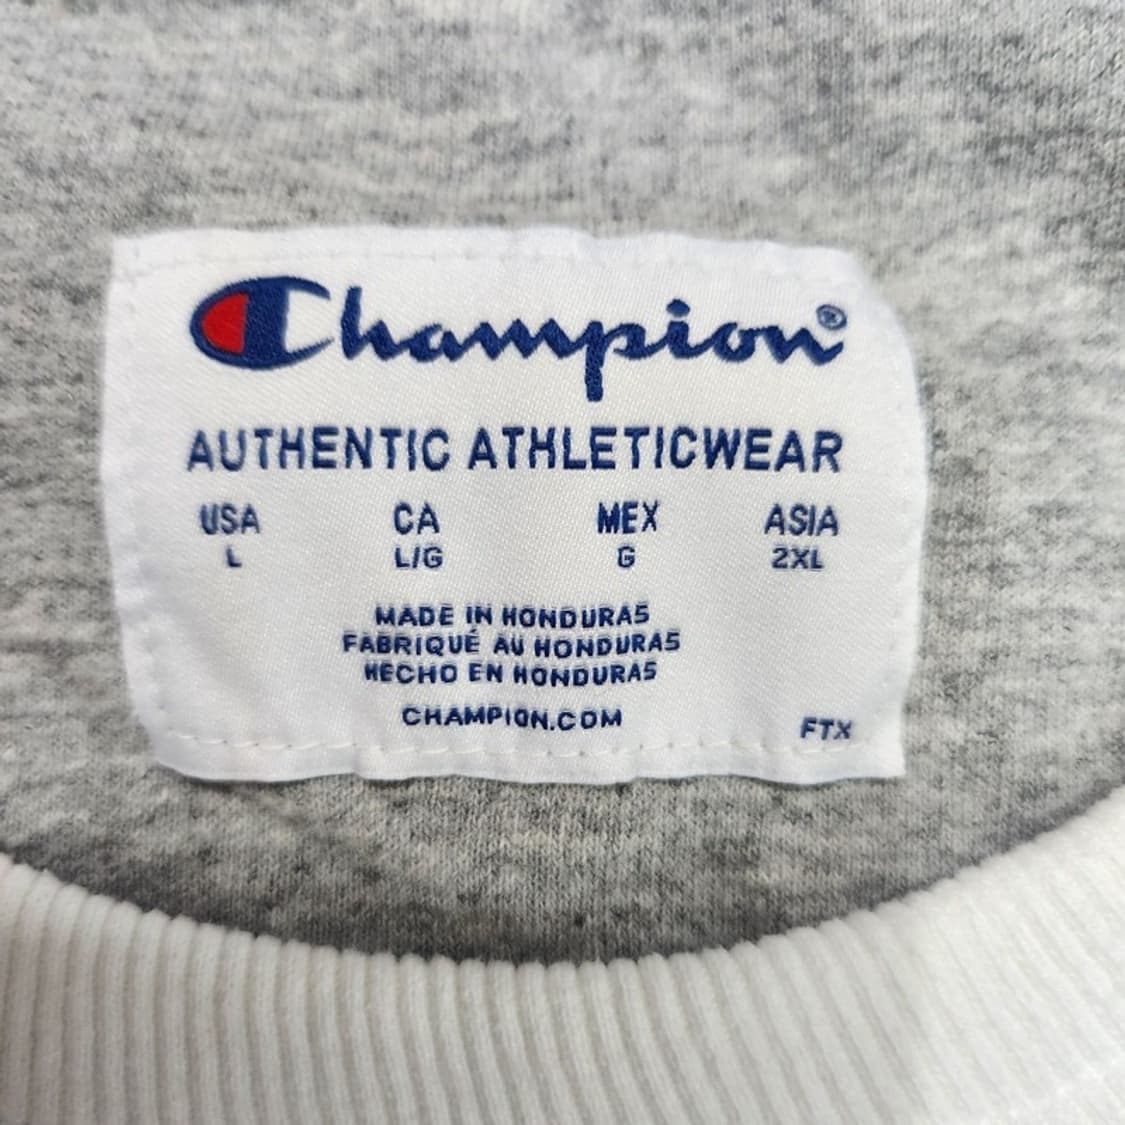 Champion®
AUTHENTIC ATHLETICWEAR
USA CA MEX ASIA
L L/G G 2XL
MADE IN HONDURAS
FABRIQUÉ AU HONDURAS
HECHO EN HONDURAS
CHAMPION.COM
FTX